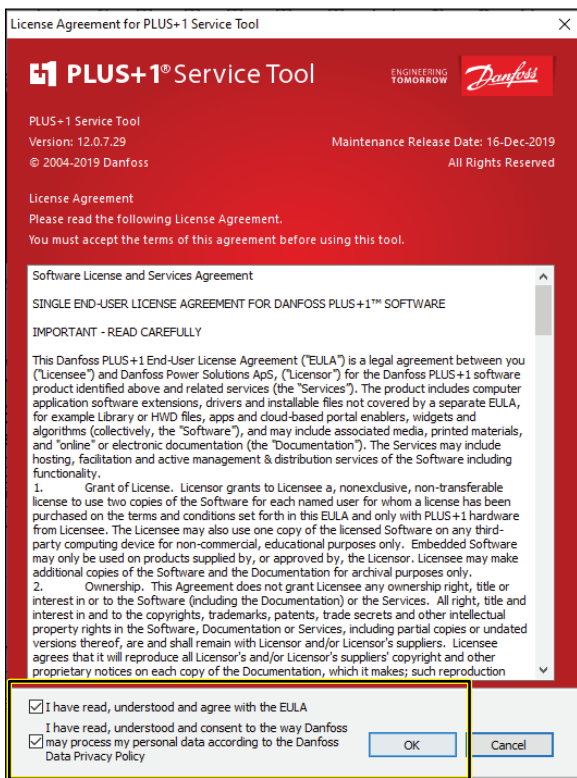 License Agreement for PLUS+1 Service Tool
PLUS+1® Service Tool
ENGINEERING
TOMORROW
Danfoss
PLUS+1 Service Tool
Version: 12.0.7.29
Maintenance Release Date: 16-Dec-2019
© 2004-2019 Danfoss
All Rights Reserved
License Agreement
Please read the following License Agreement.
You must accept the terms of this agreement before using this tool.
Software License and Services Agreement
SINGLE END-USER LICENSE AGREEMENT FOR DANFOSS PLUS+1™ SOFTWARE
IMPORTANT - READ CAREFULLY
This Danfoss PLUS+1 End-User License Agreement ("EULA") is a legal agreement between you
("Licensee") and Danfoss Power Solutions ApS, ("Licensor") for the Danfoss PLUS+1 software
product identified above and related services (the "Services"). The product includes computer
application software extensions, drivers and installable files not covered by a separate EULA,
for example Library or HWD files, apps and cloud-based portal enablers, widgets and
algorithms (collectively, the "Software"), and may include associated media, printed materials,
and "online" or electronic documentation (the "Documentation"). The Services may include
hosting, facilitation and active management & distribution services of the Software including
functionality.
1. Grant of License. Licensor grants to Licensee a, nonexclusive, non-transferable
license to use two copies of the Software for each named user for whom a license has been
purchased on the terms and conditions set forth in this EULA and only with PLUS+1 hardware
from Licensee. The Licensee may also use one copy of the licensed Software on any third-
party computing device for non-commercial, educational purposes only. Embedded Software
may only be used on products supplied by, or approved by, the Licensor. Licensee may make
additional copies of the Software and the Documentation for archival purposes only.
2. Ownership. This Agreement does not grant Licensee any ownership right, title or
interest in or to the Software (including the Documentation) or the Services. All right, title and
interest in and to the copyrights, trademarks, patents, trade secrets and other intellectual
property rights in the Software, Documentation or Services, including partial copies or undated
versions thereof, are and shall remain with Licensor and/or Licensor's suppliers. Licensee
agrees that it will reproduce all Licensor's and/or Licensor's suppliers' copyright and other
proprietary notices on each copy of the Documentation, which it makes; such reproduction
I have read, understood and agree with the EULA
I have read, understood and consent to the way Danfoss
may process my personal data according to the Danfoss
Data Privacy Policy
OK
Cancel